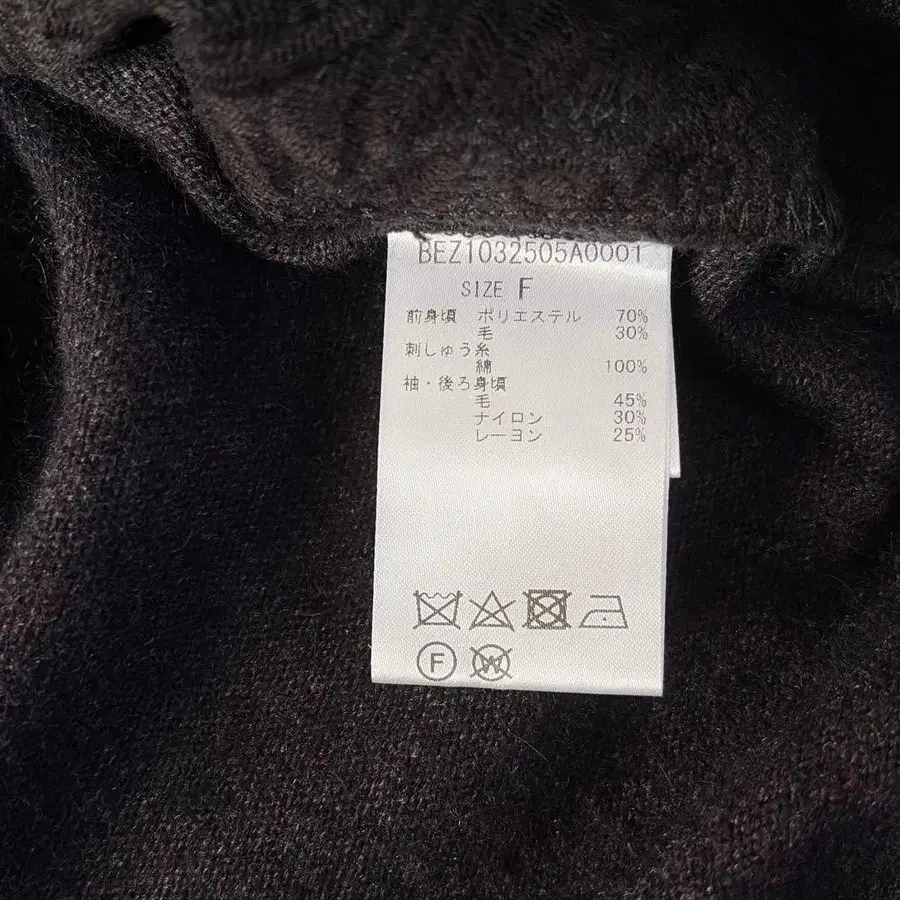 BEZ1032505A0001
SIZE F
前身頃 ポリエステル 70%
毛 30%
刺しゅう糸
綿 100%
袖・後ろ身頃
毛 45%
ナイロン 30%
レーヨン 25%
F W